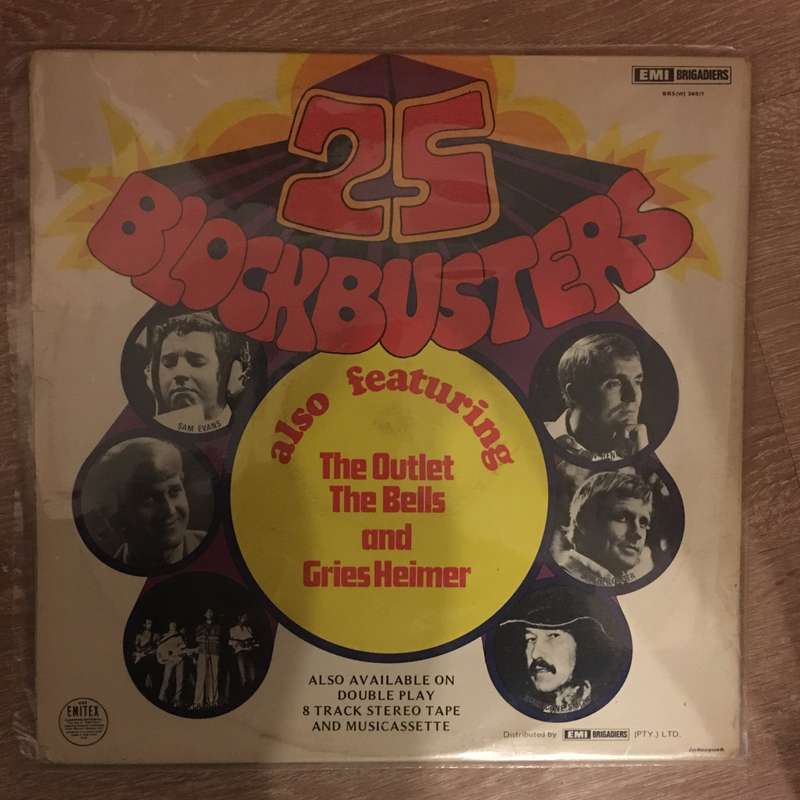 EMI BRIGADIERS
25
BLOCKBUSTERS
SAM EVANS
also featuring
The Outlet
The Bells
and
Gries Heimer
ALSO AVAILABLE ON
DOUBLE PLAY
8 TRACK STEREO TAPE
AND MUSICASSETTE
USE
EMITEX
Distributed by EMI BRIGADIERS (PTY.) LTD.